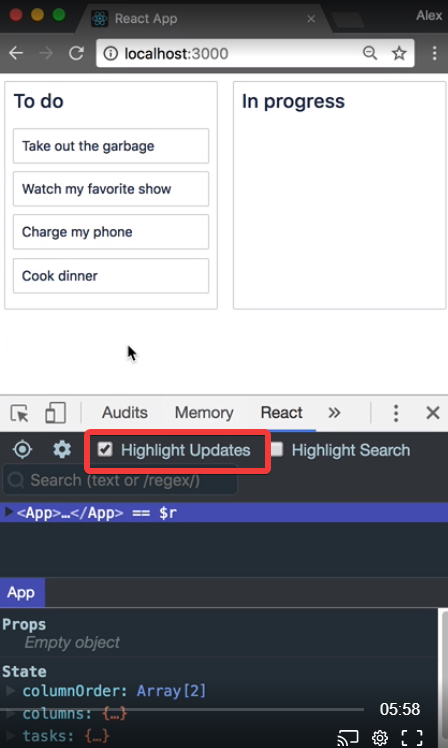 React App
Alex
localhost:3000
To do
In progress
Take out the garbage
Watch my favorite show
Charge my phone
Cook dinner
Audits Memory React »
Highlight Updates Highlight Search
Search (text or /regex/)
<App>…</App> == $r
App
Props
Empty object
State
columnOrder: Array[2]
05:58
columns: {…}
tasks: {…}